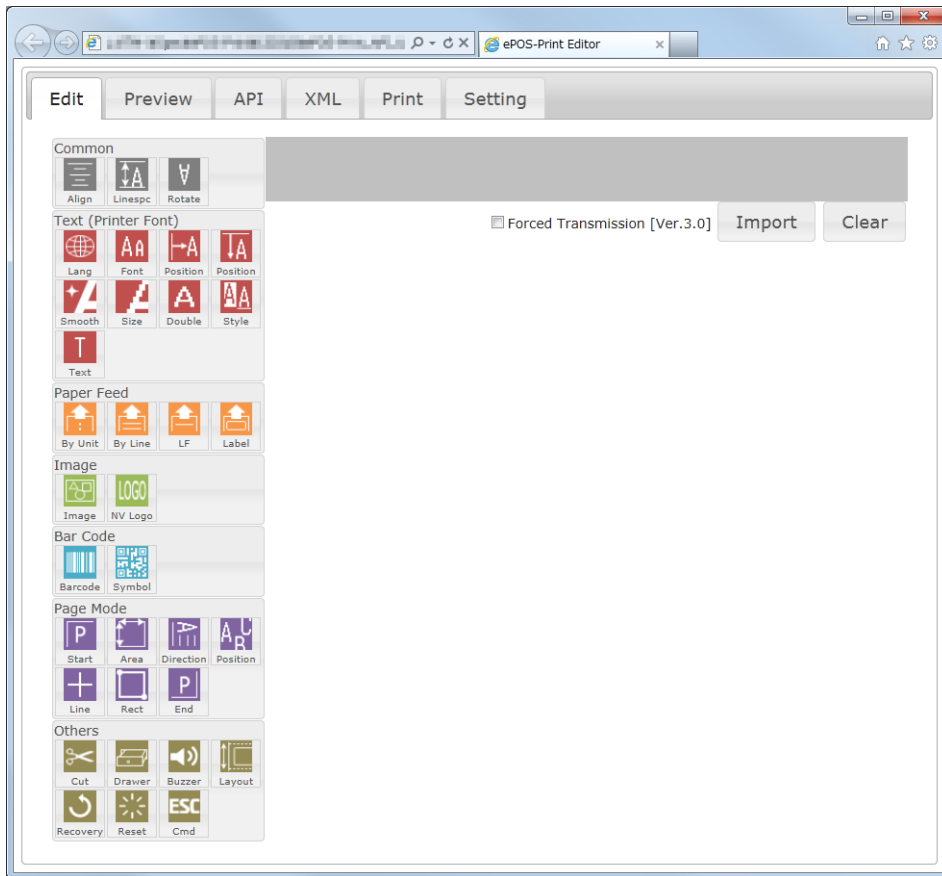 ePOS-Print Editor
Edit Preview API XML Print Setting
Common
Align Linespc Rotate
Forced Transmission [Ver.3.0] Import Clear
Text (Printer Font)
Lang Font Position Position
Smooth Size Double Style
T
Text
Paper Feed
By Unit By Line LF Label
Image
LOGO
Image NV Logo
Bar Code
Barcode Symbol
Page Mode
Start Area Direction Position
Line Rect End
Others
Cut Drawer Buzzer Layout
ESC
Recovery Reset Cmd